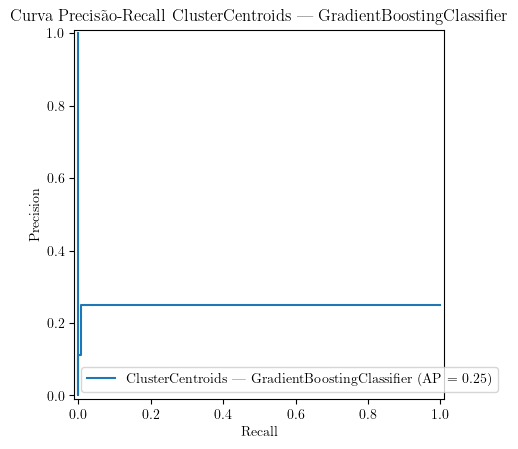 Curva Precisão-Recall ClusterCentroids — GradientBoostingClassifier
1.0
0.8
0.6
0.4
0.2
0.0
Precision
ClusterCentroids — GradientBoostingClassifier (AP = 0.25)
0.0 0.2 0.4 0.6 0.8 1.0
Recall